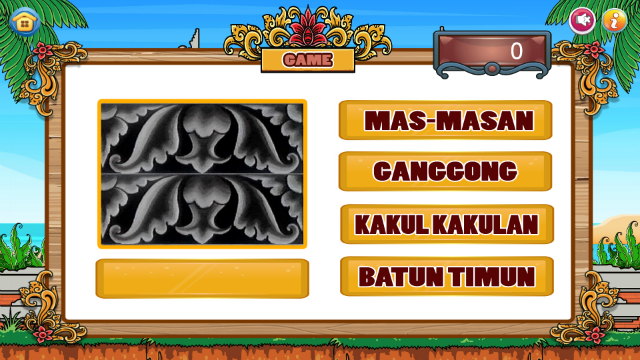 GAME
0
MAS-MASAN
GANGGONG
KAKUL KAKULAN
BATUN TIMUN